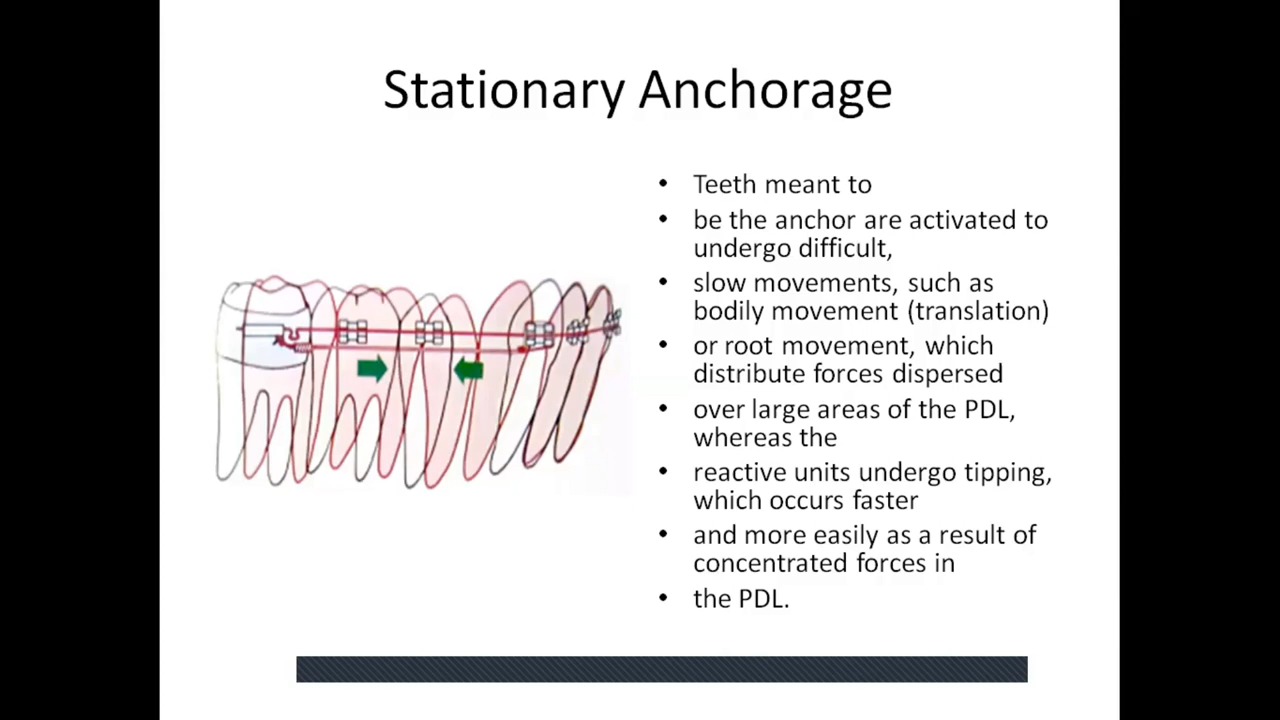 Stationary Anchorage
• Teeth meant to
• be the anchor are activated to
undergo difficult,
• slow movements, such as
bodily movement (translation)
• or root movement, which
distribute forces dispersed
• over large areas of the PDL,
whereas the
• reactive units undergo tipping,
which occurs faster
• and more easily as a result of
concentrated forces in
• the PDL.